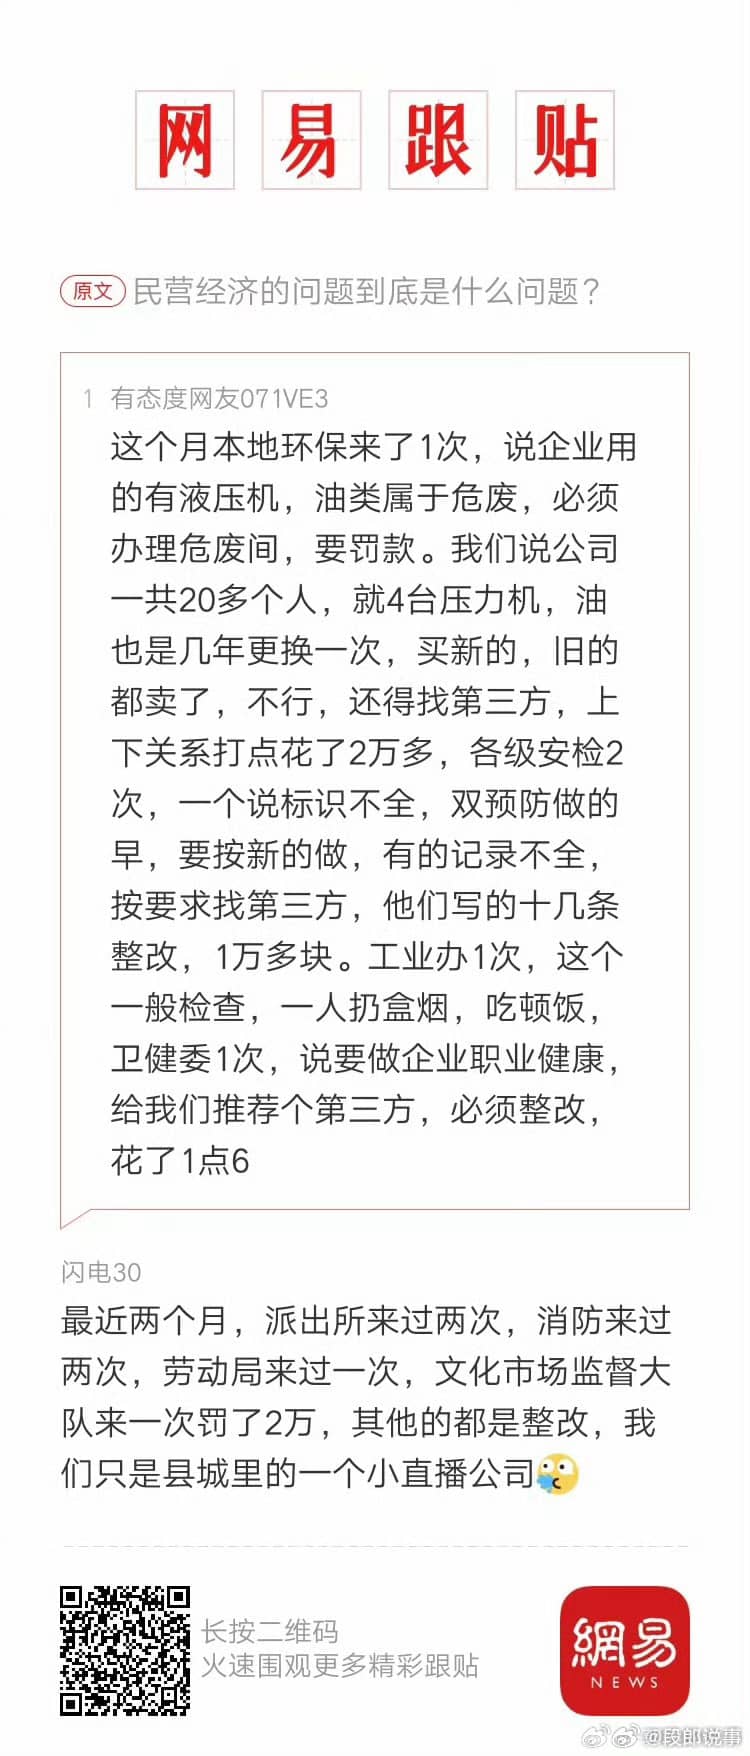 网易跟贴
原文 民营经济的问题到底是什么问题？
1 有态度网友071VE3
这个月本地环保来了1次，说企业用
的有液压机，油类属于危废，必须
办理危废间，要罚款。我们说公司
一共20多个人，就4台压力机，油
也是几年更换一次，买新的，旧的
都卖了，不行，还得找第三方，上
下关系打点花了2万多，各级安检2
次，一个说标识不全，双预防做的
早，要按新的做，有的记录不全，
按要求找第三方，他们写的十几条
整改，1万多块。工业办1次，这个
一般检查，一人扔盒烟，吃顿饭，
卫健委1次，说要做企业职业健康，
给我们推荐个第三方，必须整改，
花了1点6
闪电30
最近两个月，派出所来过两次，消防来过
两次，劳动局来过一次，文化市场监督大
队来一次罚了2万，其他的都是整改，我
们只是县城里的一个小直播公司
长按二维码
火速围观更多精彩跟贴
網易
NEWS
@段郎说事